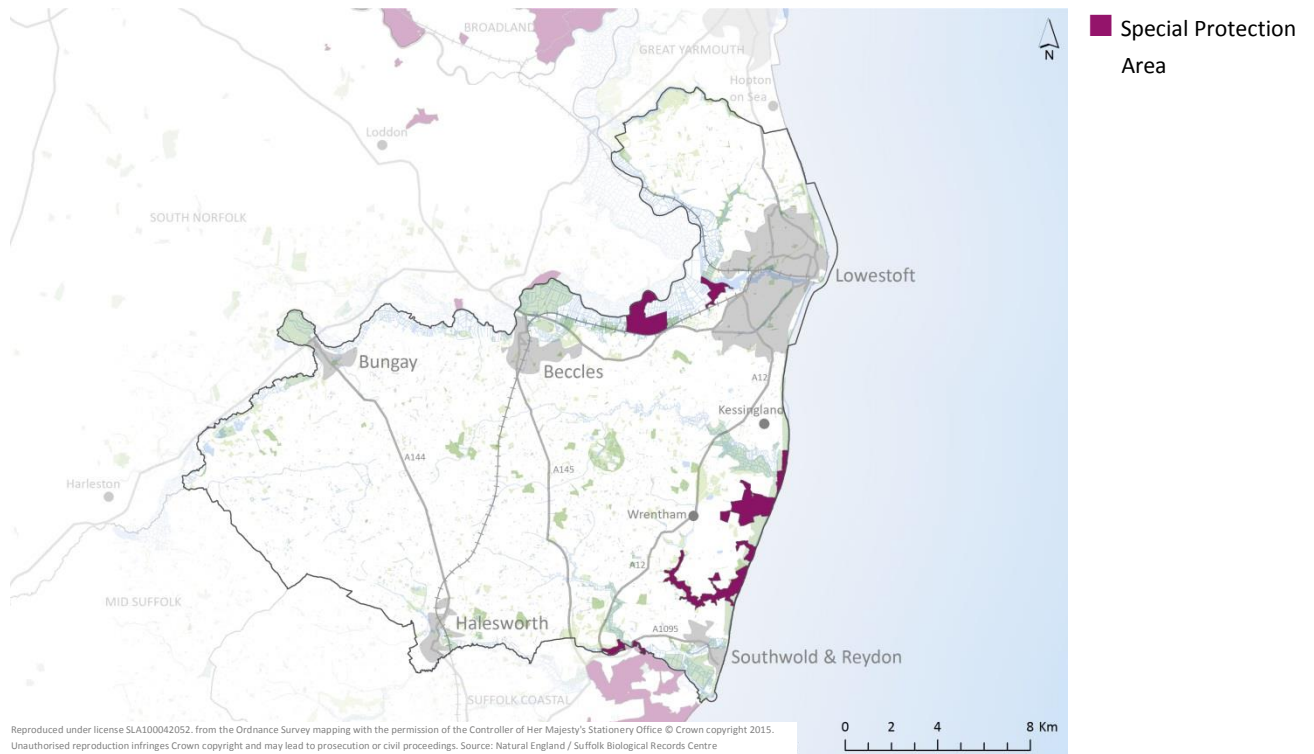 BROADLAND
GREAT YARMOUTH
N
Special Protection
Area
Hopton
on Sea
Loddon
SOUTH NORFOLK
Lowestoft
Bungay
Beccles
A12
Kessingland
A144
A145
Harleston
Wrentham
A12
MID SUFFOLK
Halesworth
A1095
Southwold & Reydon
SUFFOLK COASTAL
0 2 4 8 Km
Reproduced under license SLA100042052. from the Ordnance Survey mapping with the permission of the Controller of Her Majesty's Stationery Office © Crown copyright 2015.
Unauthorised reproduction infringes Crown copyright and may lead to prosecution or civil proceedings. Source: Natural England / Suffolk Biological Records Centre